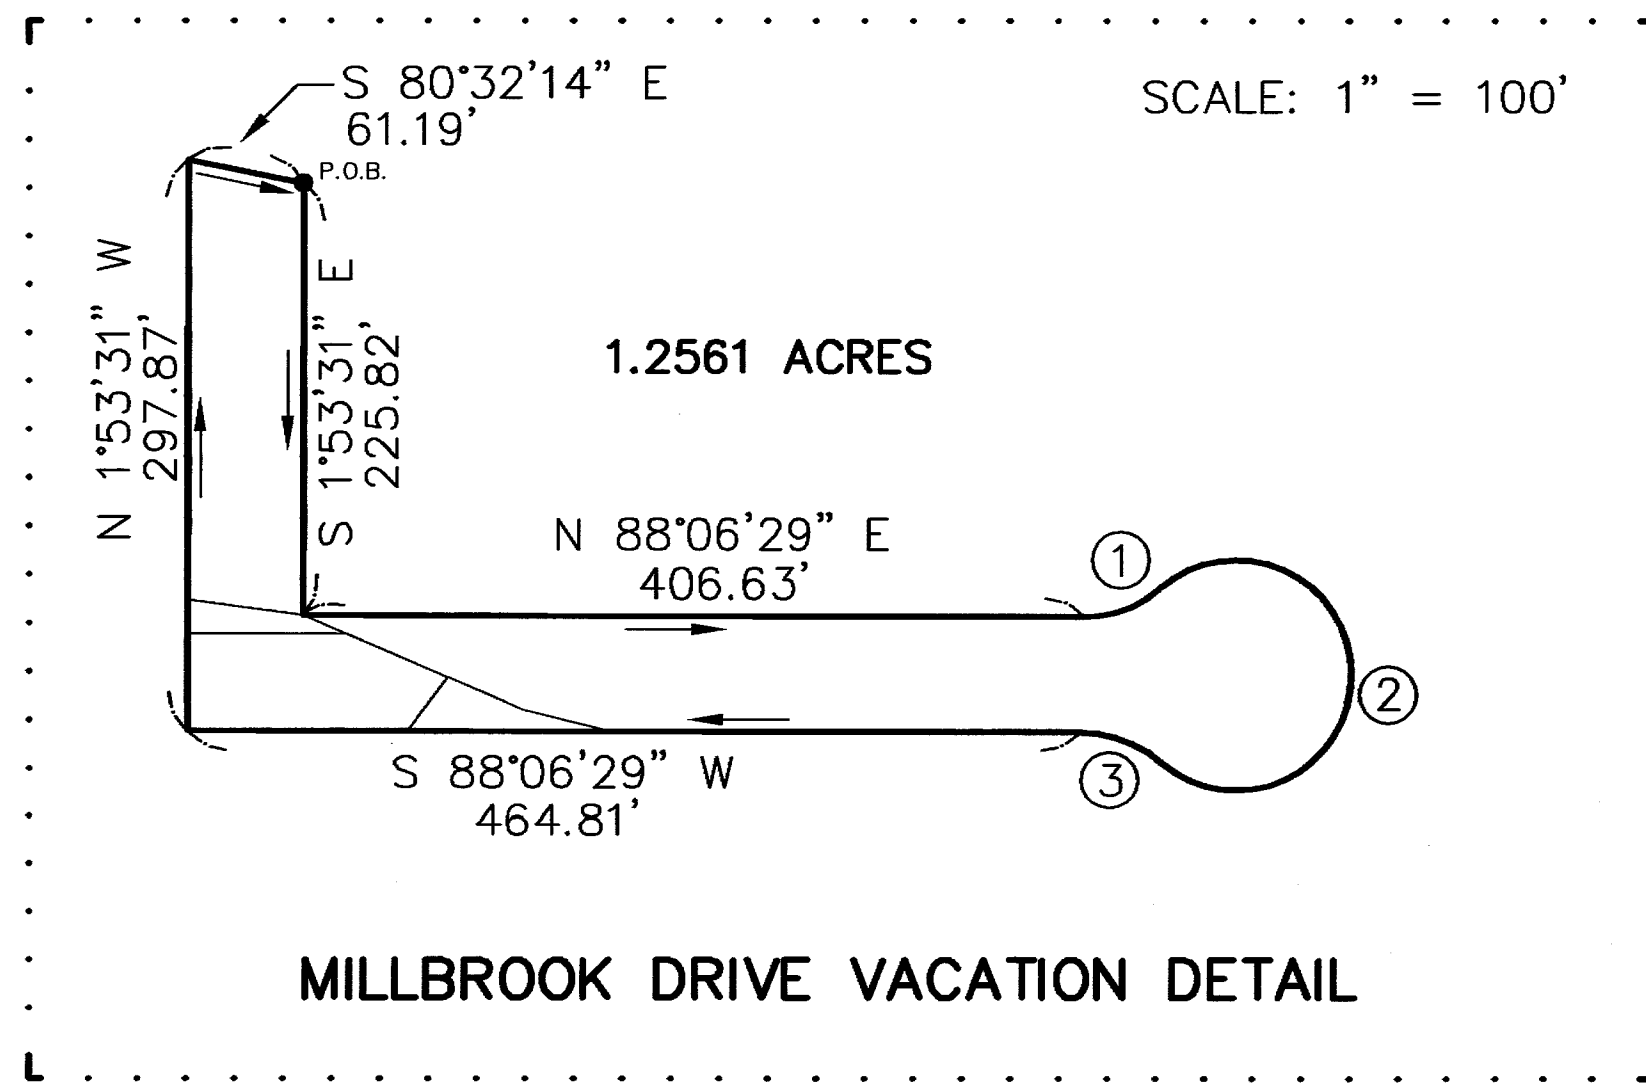 S 80°32'14" E
61.19'
SCALE: 1" = 100'
P.O.B.
N 1°53'31" W
297.87'
S 1°53'31" E
225.82'
1.2561 ACRES
N 88°06'29" E
406.63'
1
2
3
S 88°06'29" W
464.81'
MILLBROOK DRIVE VACATION DETAIL